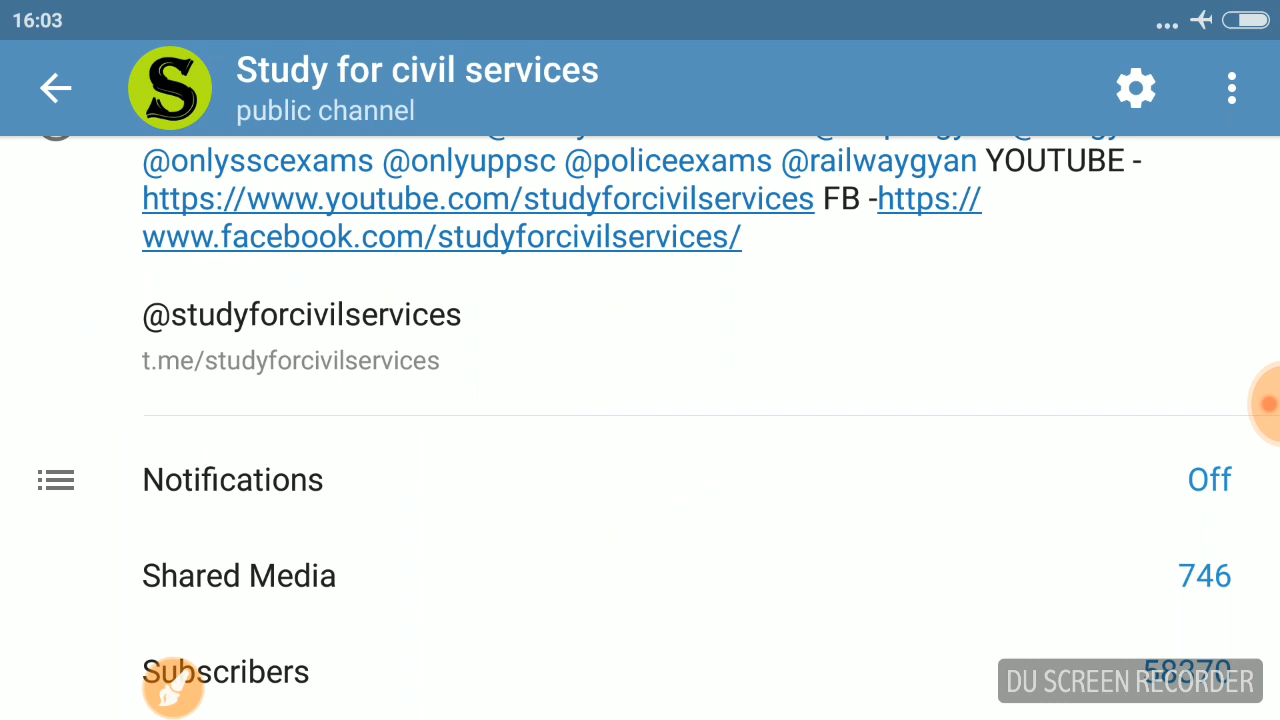 16:03
S
Study for civil services
public channel
@onlysscexams @onlyuppsc @policeexams @railwaygyan YOUTUBE -
https://www.youtube.com/studyforcivilservices FB -https://
www.facebook.com/studyforcivilservices/
@studyforcivilservices
t.me/studyforcivilservices
Notifications Off
Shared Media 746
Subscribers 58370
DU SCREEN RECORDER